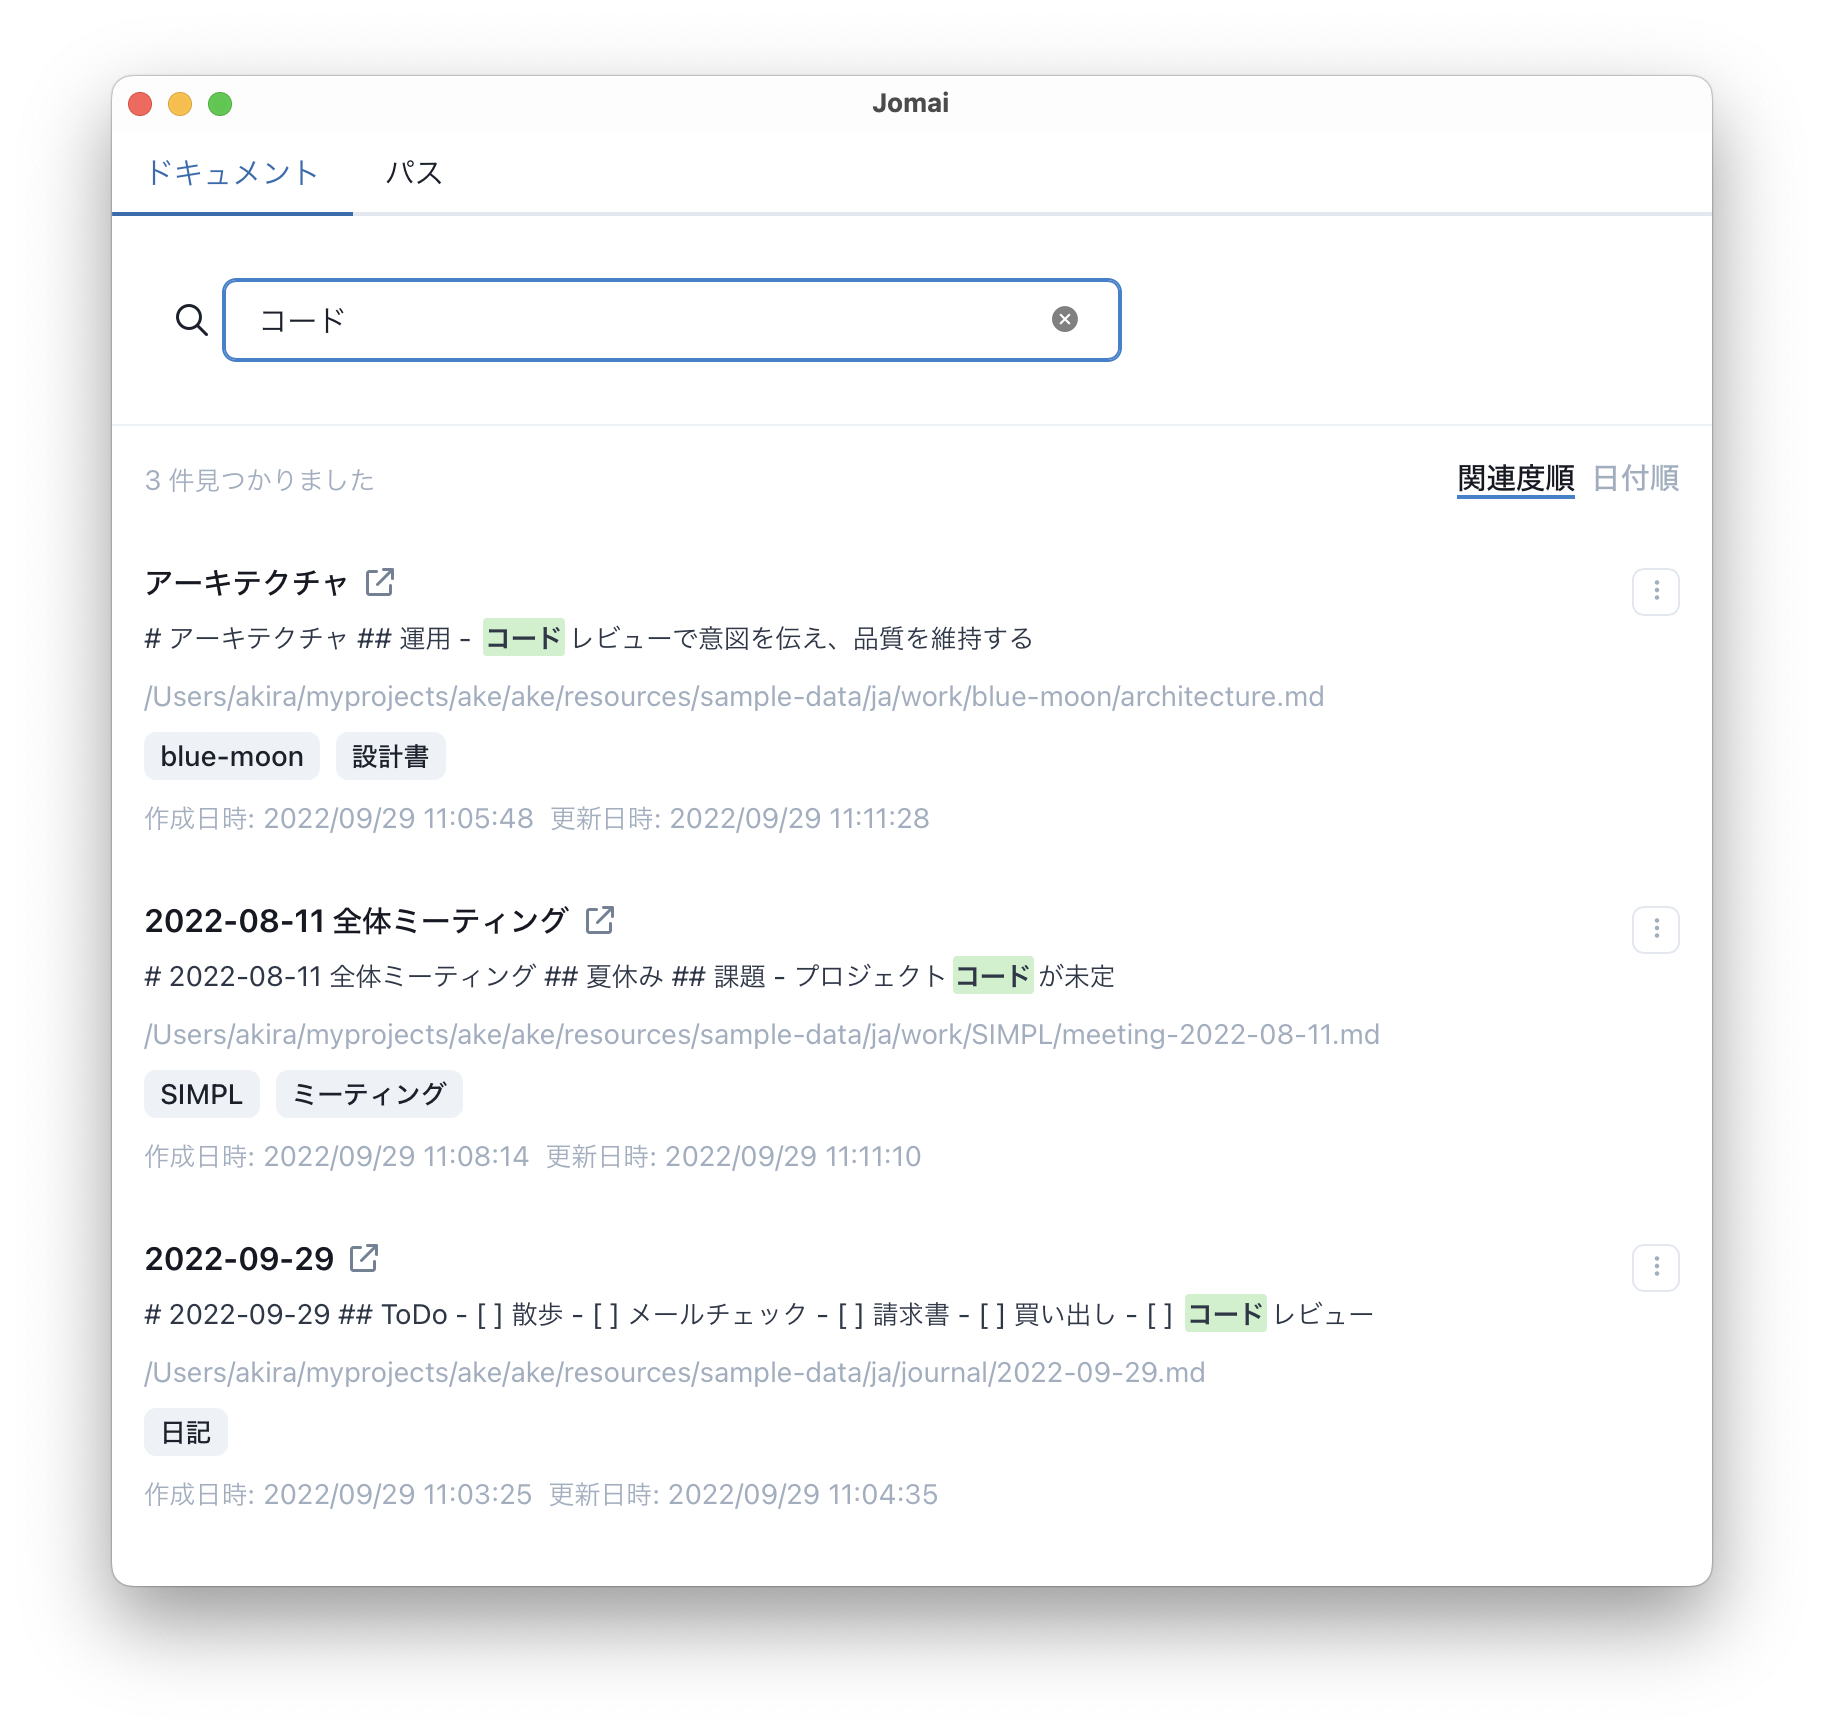 Jomai
ドキュメント パス
コード
3 件見つかりました 関連度順 日付順
アーキテクチャ
# アーキテクチャ ## 運用 - コードレビューで意図を伝え、品質を維持する
/Users/akira/myprojects/ake/ake/resources/sample-data/ja/work/blue-moon/architecture.md
blue-moon 設計書
作成日時: 2022/09/29 11:05:48 更新日時: 2022/09/29 11:11:28
2022-08-11 全体ミーティング
# 2022-08-11 全体ミーティング ## 夏休み ## 課題 - プロジェクトコードが未定
/Users/akira/myprojects/ake/ake/resources/sample-data/ja/work/SIMPL/meeting-2022-08-11.md
SIMPL ミーティング
作成日時: 2022/09/29 11:08:14 更新日時: 2022/09/29 11:11:10
2022-09-29
# 2022-09-29 ## ToDo - [ ] 散歩 - [ ] メールチェック - [ ] 請求書 - [ ] 買い出し - [ ] コードレビュー
/Users/akira/myprojects/ake/ake/resources/sample-data/ja/journal/2022-09-29.md
日記
作成日時: 2022/09/29 11:03:25 更新日時: 2022/09/29 11:04:35